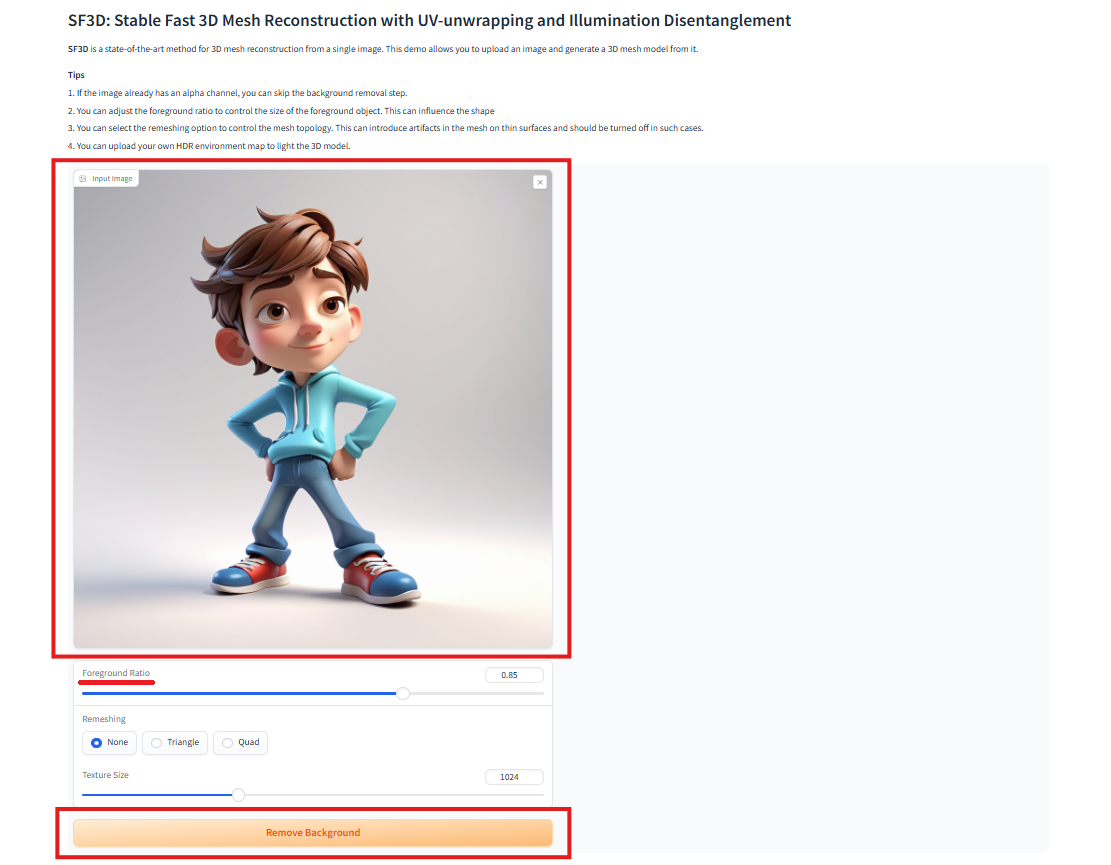 SF3D: Stable Fast 3D Mesh Reconstruction with UV-unwrapping and Illumination Disentanglement
SF3D is a state-of-the-art method for 3D mesh reconstruction from a single image. This demo allows you to upload an image and generate a 3D mesh model from it.
Tips
1. If the image already has an alpha channel, you can skip the background removal step.
2. You can adjust the foreground ratio to control the size of the foreground object. This can influence the shape
3. You can select the remeshing option to control the mesh topology. This can introduce artifacts in the mesh on thin surfaces and should be turned off in such cases.
4. You can upload your own HDR environment map to light the 3D model.
Input Image
Foreground Ratio 0.85
Remeshing
None Triangle Quad
Texture Size 1024
Remove Background